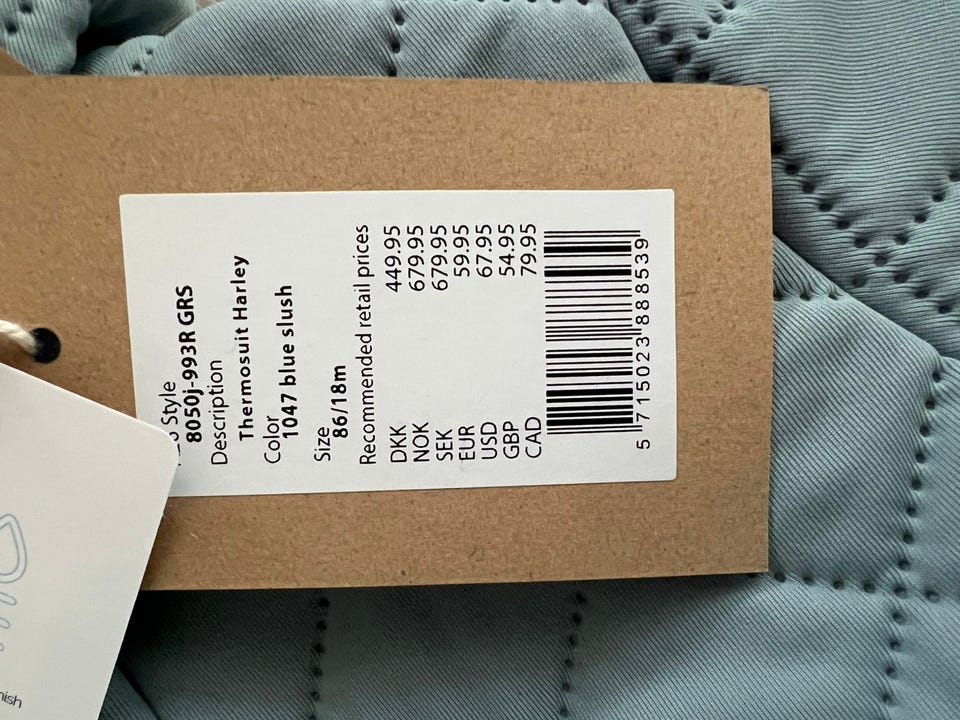 Style
8050j-993R GRS
Description
Thermosuit Harley
Color
1047 blue slush
Size
86/18m
Recommended retail prices
DKK 449.95
NOK 679.95
SEK 679.95
EUR 59.95
USD 67.95
GBP 54.95
CAD 79.95
5 715023 888539